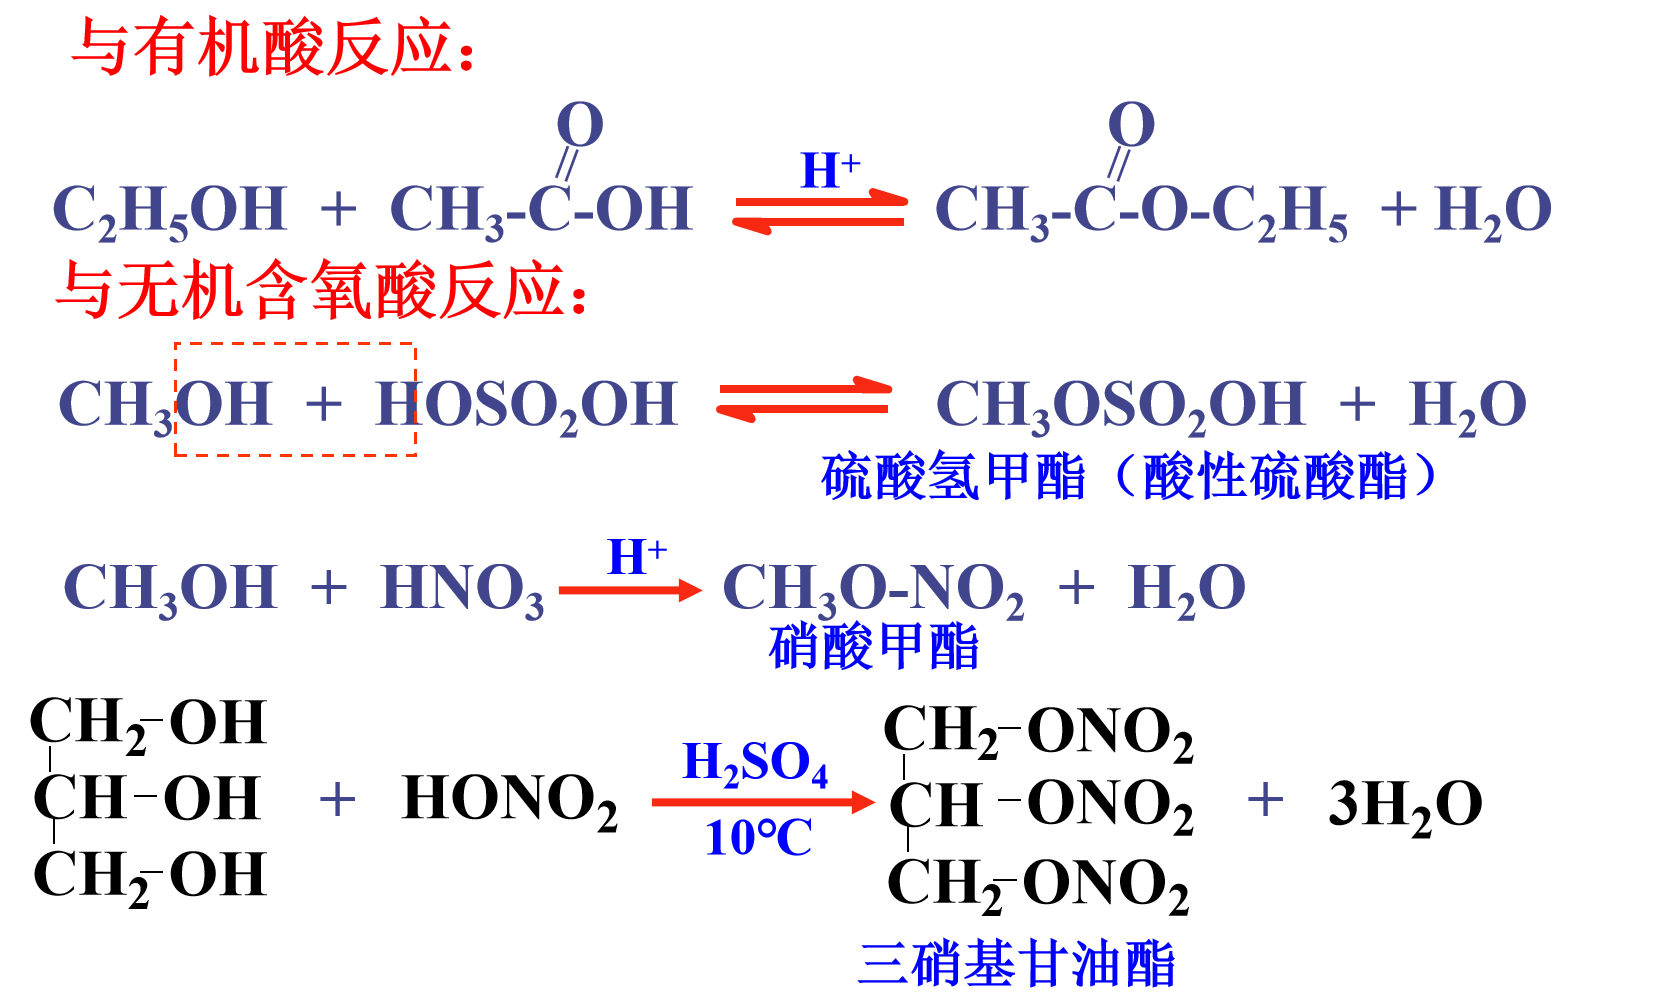 与有机酸反应：
O O
C₂H₅OH + CH₃-C-OH H⁺ CH₃-C-O-C₂H₅ + H₂O
与无机含氧酸反应：
CH₃OH + HOSO₂OH CH₃OSO₂OH + H₂O
硫酸氢甲酯（酸性硫酸酯）
CH₃OH + HNO₃ H⁺ CH₃O-NO₂ + H₂O
硝酸甲酯
CH₂-OH CH₂-ONO₂
CH-OH + HONO₂ H₂SO₄ 10℃ CH-ONO₂ + 3H₂O
CH₂-OH CH₂-ONO₂
三硝基甘油酯